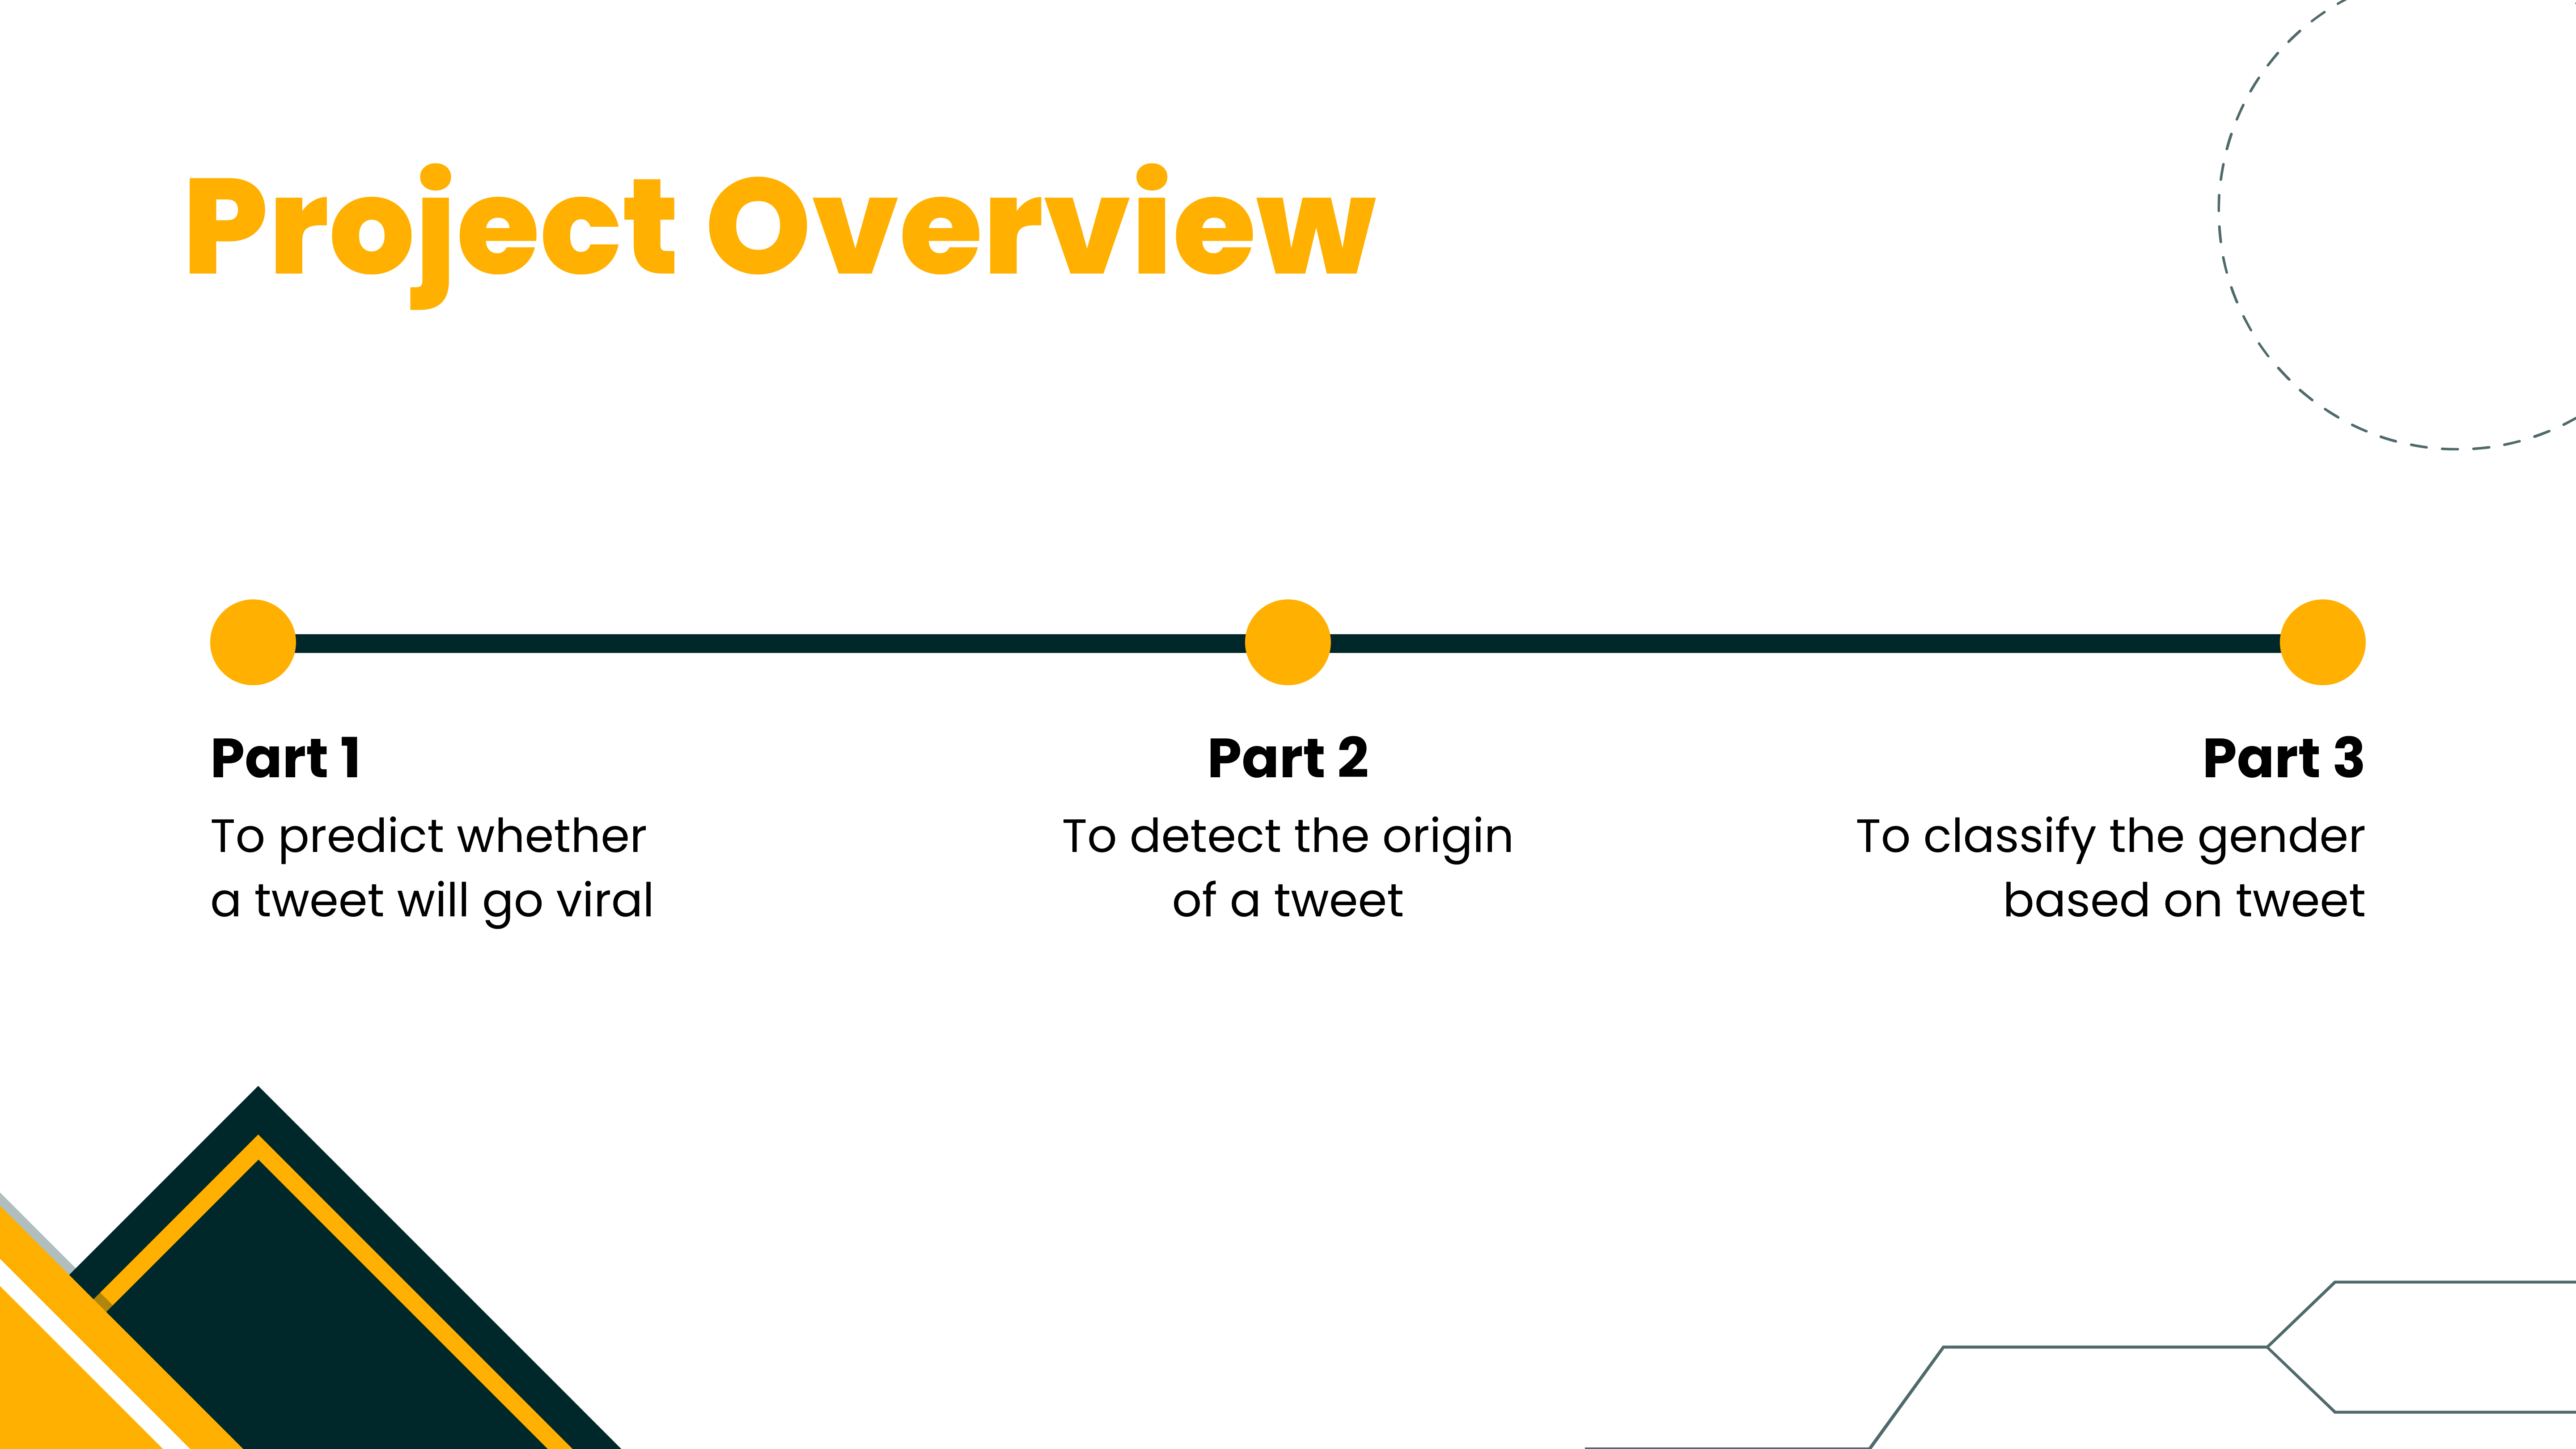 Project Overview
Part 1
To predict whether
a tweet will go viral
Part 2
To detect the origin
of a tweet
Part 3
To classify the gender
based on tweet